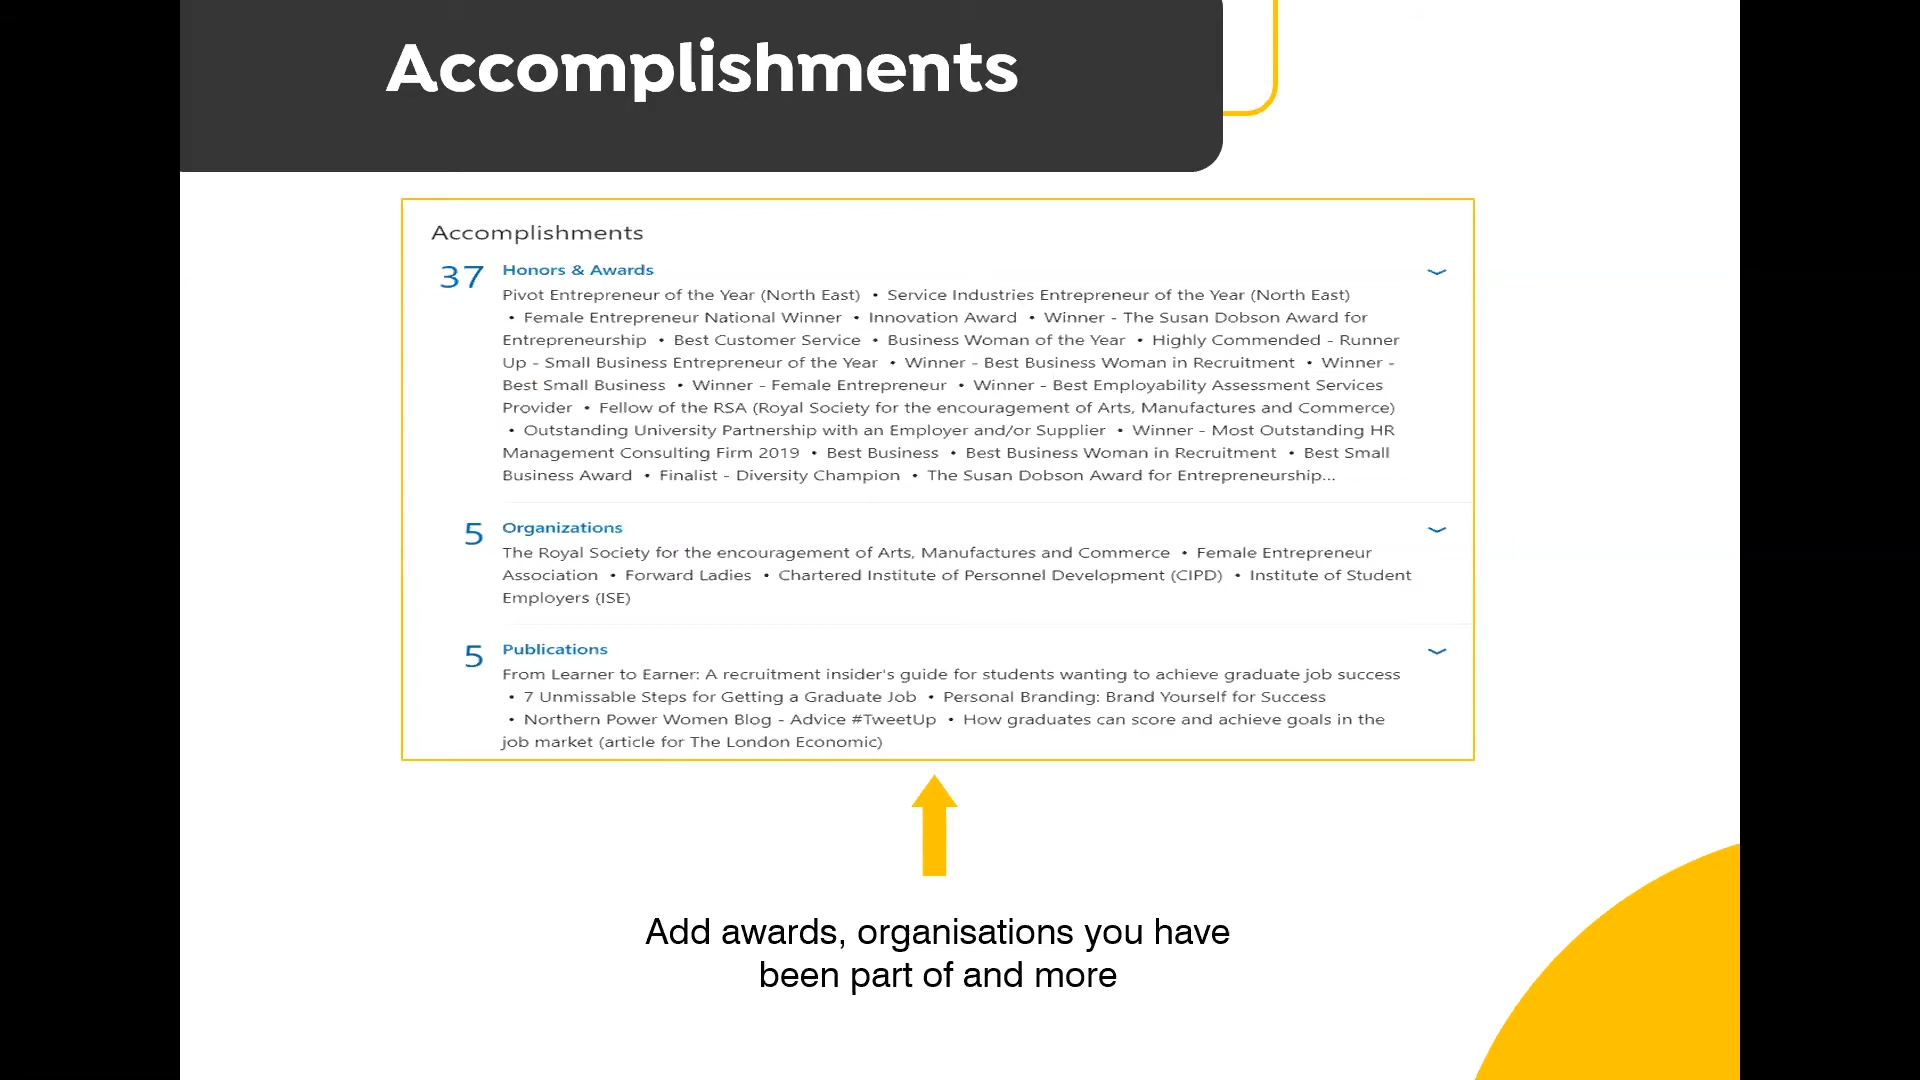 Accomplishments
Accomplishments
37 Honors & Awards
Pivot Entrepreneur of the Year (North East) • Service Industries Entrepreneur of the Year (North East)
• Female Entrepreneur National Winner • Innovation Award • Winner - The Susan Dobson Award for
Entrepreneurship • Best Customer Service • Business Woman of the Year • Highly Commended - Runner
Up - Small Business Entrepreneur of the Year • Winner - Best Business Woman in Recruitment • Winner -
Best Small Business • Winner - Female Entrepreneur • Winner - Best Employability Assessment Services
Provider • Fellow of the RSA (Royal Society for the encouragement of Arts, Manufactures and Commerce)
• Outstanding University Partnership with an Employer and/or Supplier • Winner - Most Outstanding HR
Management Consulting Firm 2019 • Best Business • Best Business Woman in Recruitment • Best Small
Business Award • Finalist - Diversity Champion • The Susan Dobson Award for Entrepreneurship...
5 Organizations
The Royal Society for the encouragement of Arts, Manufactures and Commerce • Female Entrepreneur
Association • Forward Ladies • Chartered Institute of Personnel Development (CIPD) • Institute of Student
Employers (ISE)
5 Publications
From Learner to Earner: A recruitment insider's guide for students wanting to achieve graduate job success
• 7 Unmissable Steps for Getting a Graduate Job • Personal Branding: Brand Yourself for Success
• Northern Power Women Blog - Advice #TweetUp • How graduates can score and achieve goals in the
job market (article for The London Economic)
Add awards, organisations you have
been part of and more